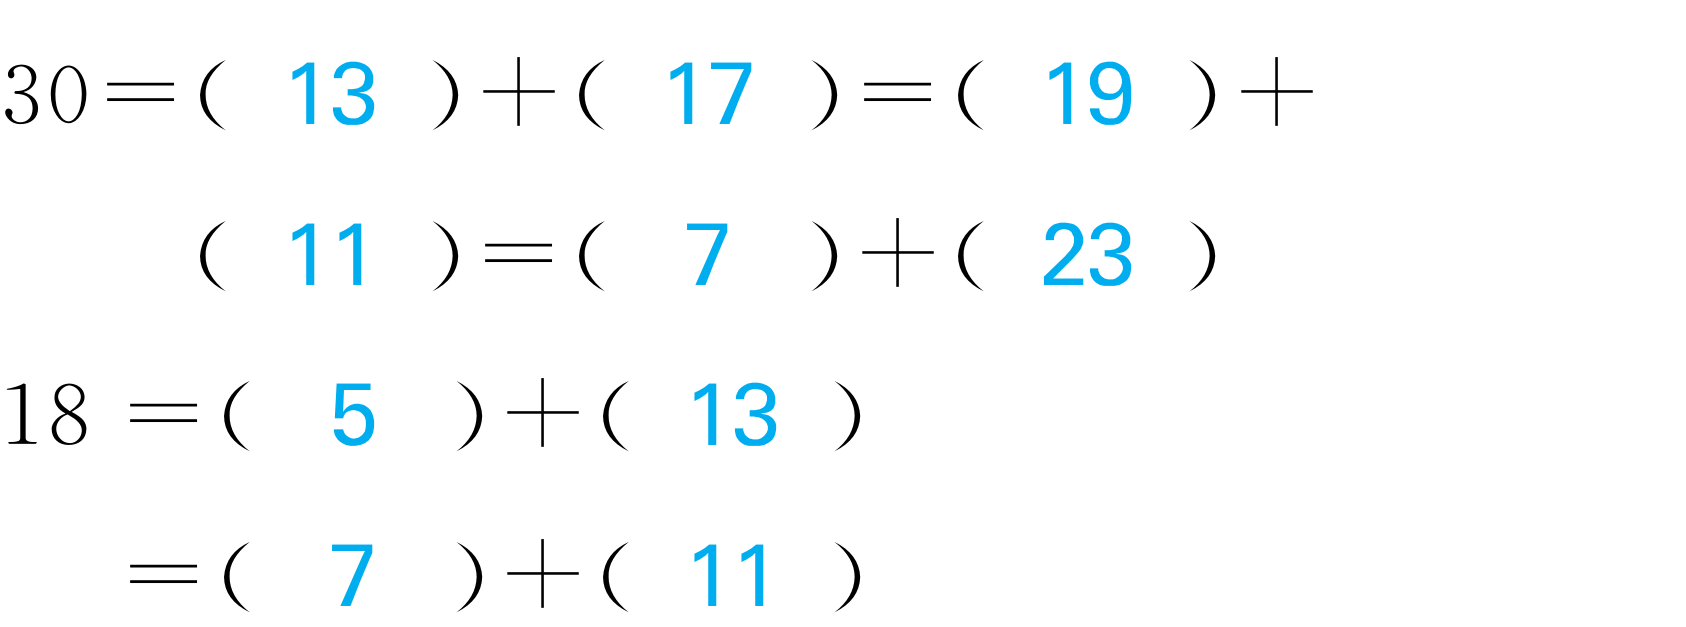 30=( 13 )+( 17 )=( 19 )+
( 11 )=( 7 )+( 23 )
18 =( 5 )+( 13 )
=( 7 )+( 11 )